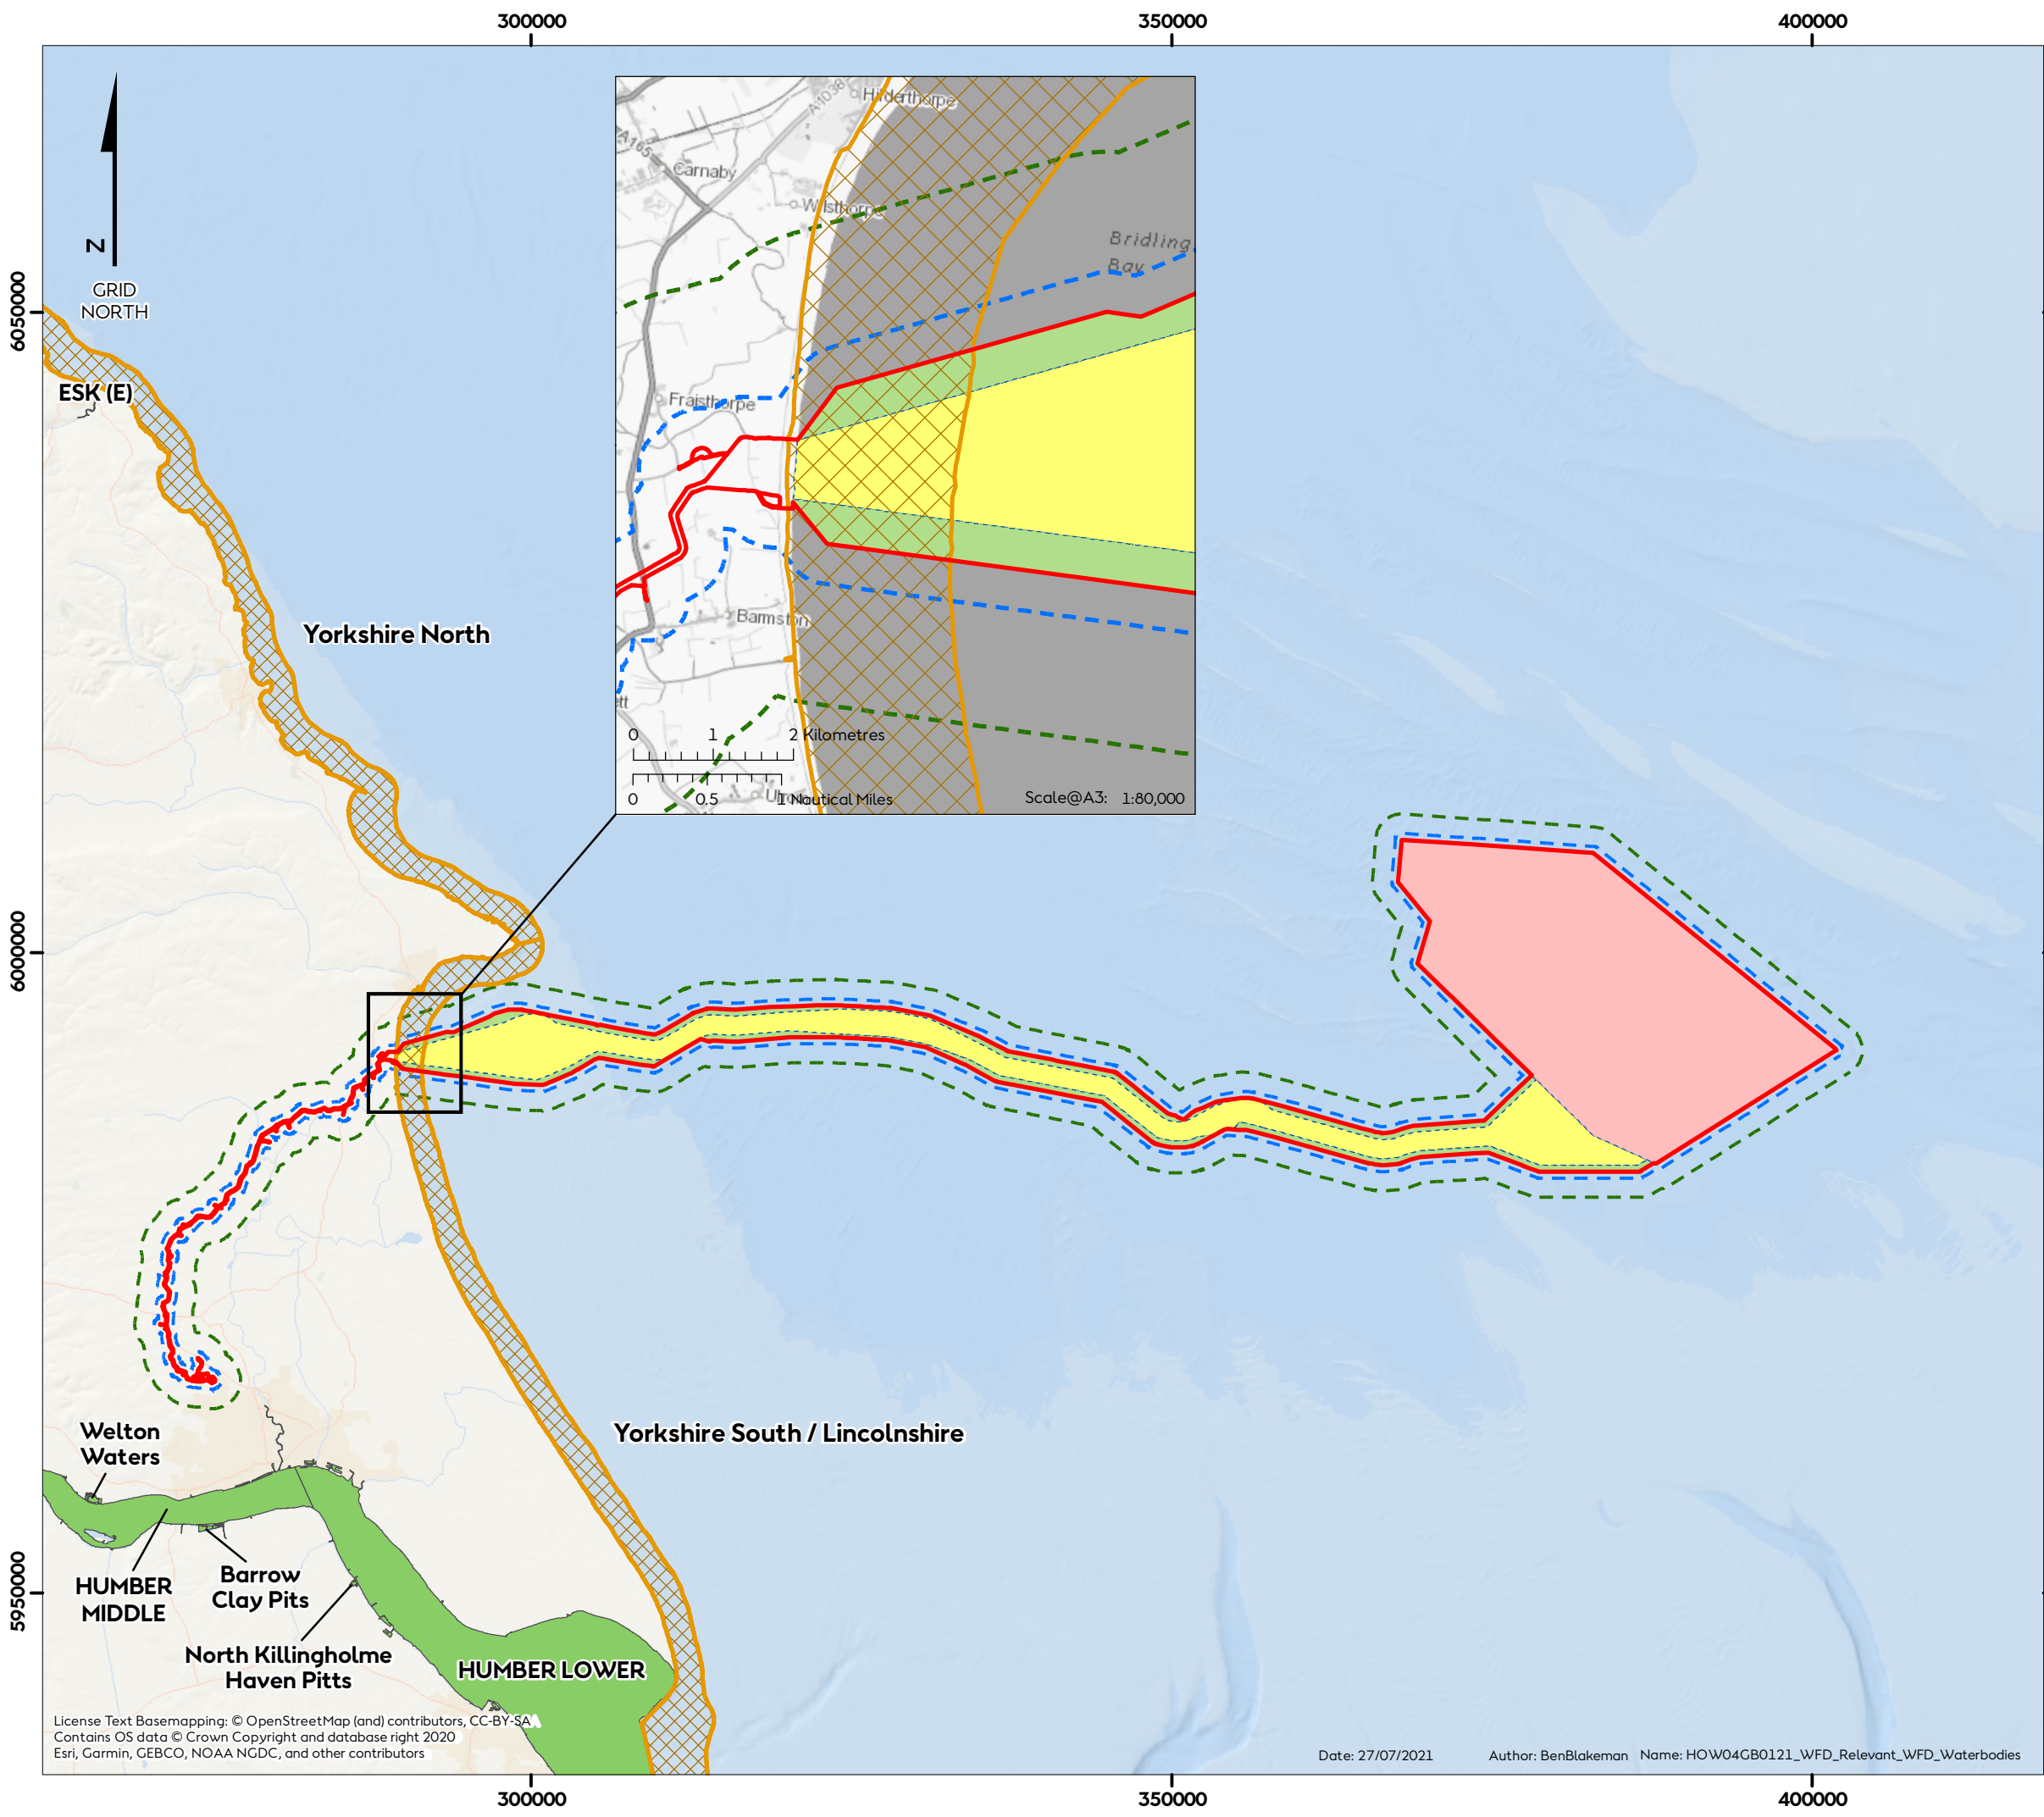 300000
350000
400000
6050000
6000000
5950000
N
GRID
NORTH
ESK (E)
Yorkshire North
Hilderthorpe
A1038
A165
Carnaby
Wilsthorpe
Bridling
Bay
Fraisthorpe
Barmston
ett
0 1 2 Kilometres
0 0.5 1 Nautical Miles
Scale@A3: 1:80,000
Yorkshire South / Lincolnshire
Welton
Waters
HUMBER
MIDDLE
Barrow
Clay Pits
North Killingholme
Haven Pitts
HUMBER LOWER
License Text Basemapping: © OpenStreetMap (and) contributors, CC-BY-SA
Contains OS data © Crown Copyright and database right 2020
Esri, Garmin, GEBCO, NOAA NGDC, and other contributors
Date: 27/07/2021
Author: BenBlakeman
Name: HOW04GB0121_WFD_Relevant_WFD_Waterbodies
300000
350000
400000